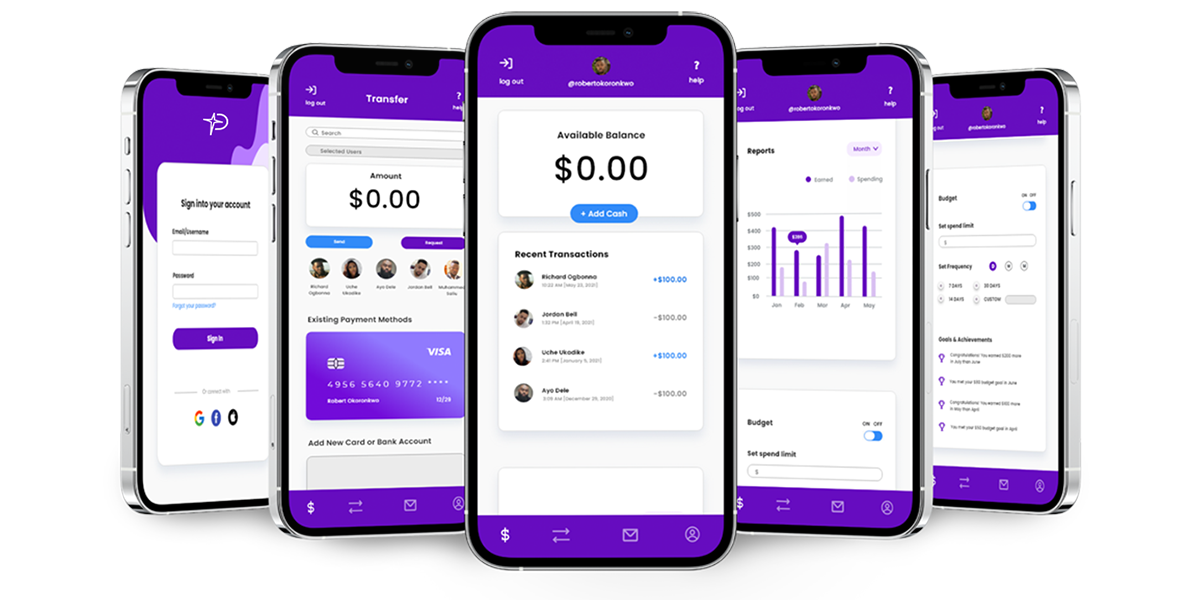 Sign into your account
Email/Username
Password
Forgot your password?
Sign In
Or connect with
log out
Transfer
help
Search
Selected Users
Amount
$0.00
Send
Request
Richard
Ogbonna
Uche
Ukadike
Ayo Dele
Jordan Bell
Muhammed
Existing Payment Methods
VISA
4956 5640 9772 ****
Robert Okoronkwo
12/29
Add New Card or Bank Account
$
log out
@robertokoronkwo
?
help
Available Balance
$0.00
+ Add Cash
Recent Transactions
Richard Ogbonna
10:22 AM [May 23, 2021]
+$100.00
Jordon Bell
1:32 PM [April 19, 2021]
-$100.00
Uche Ukadike
2:41 PM [January 5, 2021]
+$100.00
Ayo Dele
3:26 AM [December 29, 2020]
-$100.00
$
log out
@robertokoronkwo
?
help
Reports
Month
Earned
Spending
$500
$400
$300
$200
$100
$0
Jan
Feb
Mar
Apr
May
Budget
ON OFF
Set spend limit
$
$
@robertokoronkwo
?
help
Budget
ON OFF
Set spend limit
$
Set Frequency
7 DAYS
30 DAYS
14 DAYS
CUSTOM
Goals & Achievements
Congratulations! You earned $200 more
in July than June
You met your $50 budget goal in June
Congratulations! You earned $100 more
in May than April
You met your $50 budget goal in April